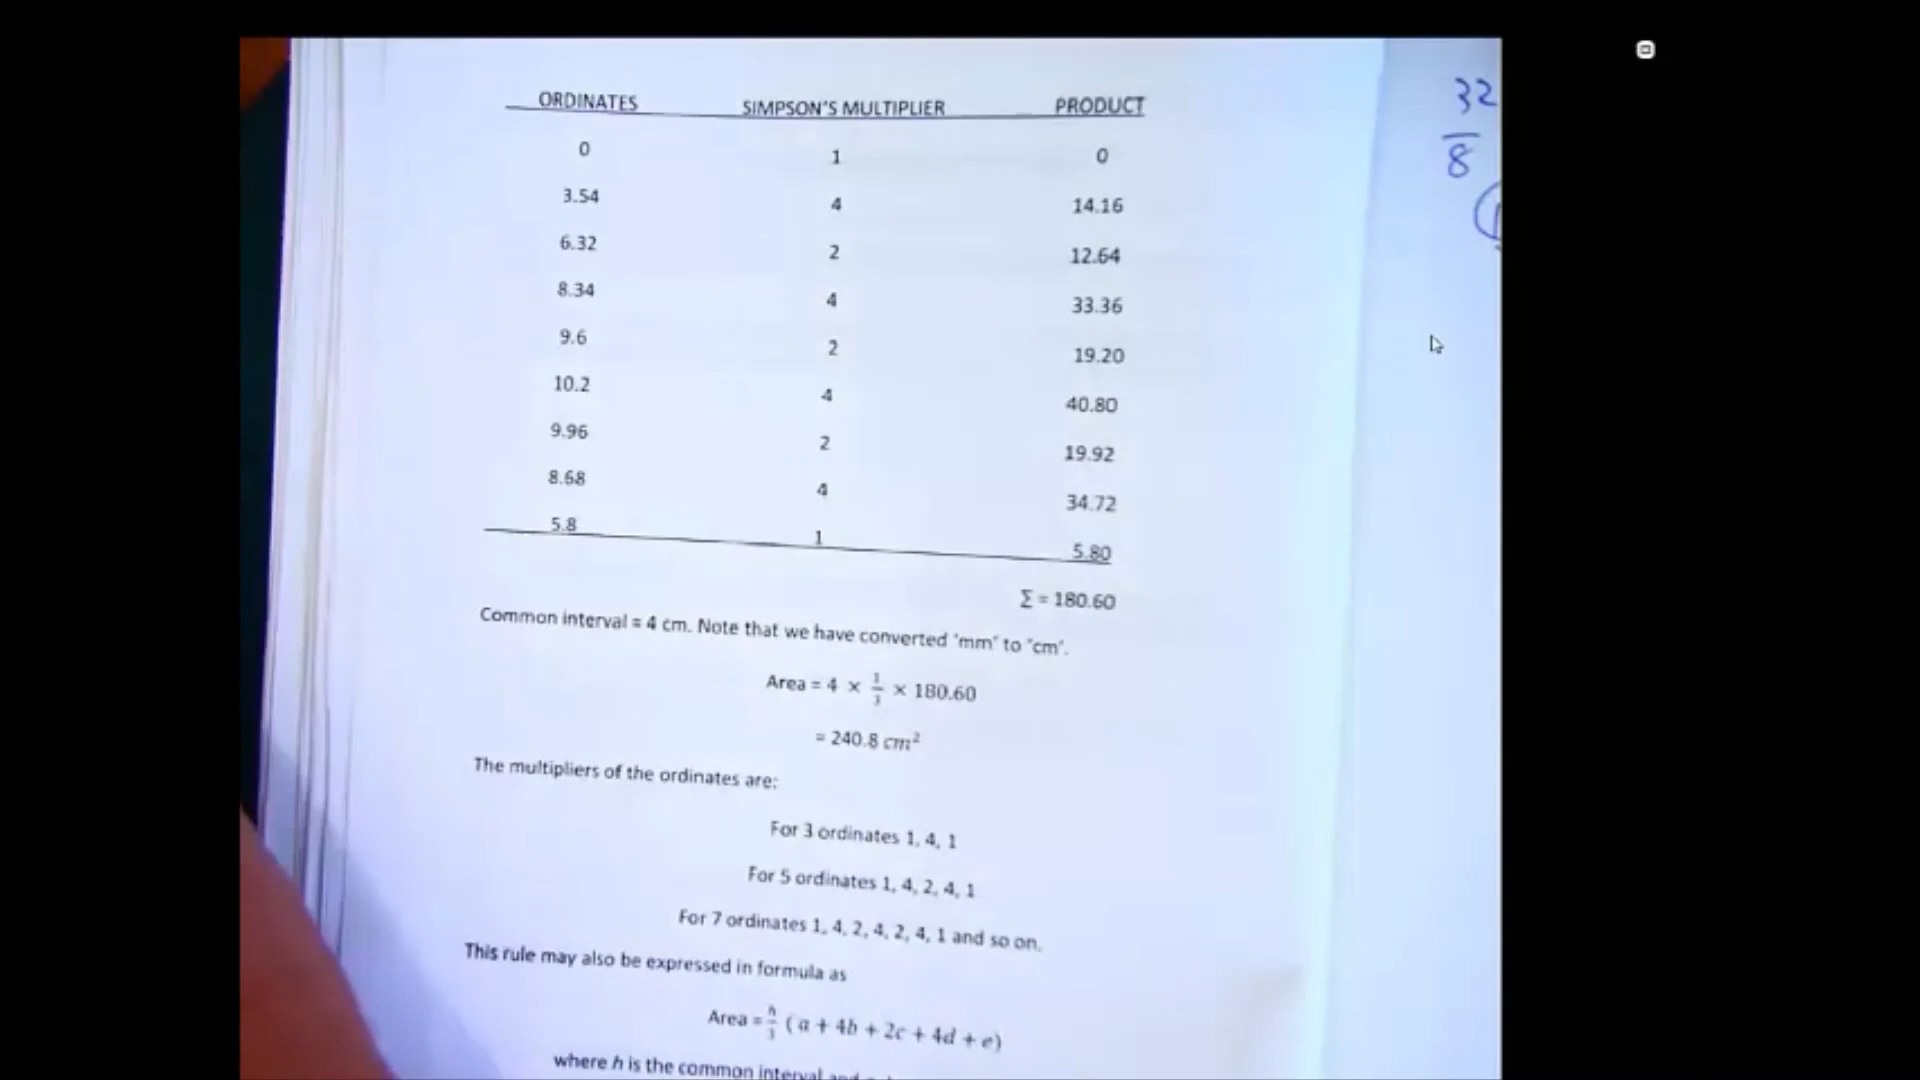 ORDINATES SIMPSON'S MULTIPLIER PRODUCT
0 1 0
3.54 4 14.16
6.32 2 12.64
8.34 4 33.36
9.6 2 19.20
10.2 4 40.80
9.96 2 19.92
8.68 4 34.72
5.8 1 5.80
Σ = 180.60
Common interval = 4 cm. Note that we have converted 'mm' to 'cm'.
Area = 4 × 1/3 × 180.60
= 240.8 cm²
The multipliers of the ordinates are:
For 3 ordinates 1, 4, 1
For 5 ordinates 1, 4, 2, 4, 1
For 7 ordinates 1, 4, 2, 4, 2, 4, 1 and so on.
This rule may also be expressed in formula as
Area = h/3 (a + 4b + 2c + 4d + e)
where h is the common interval and
32
8